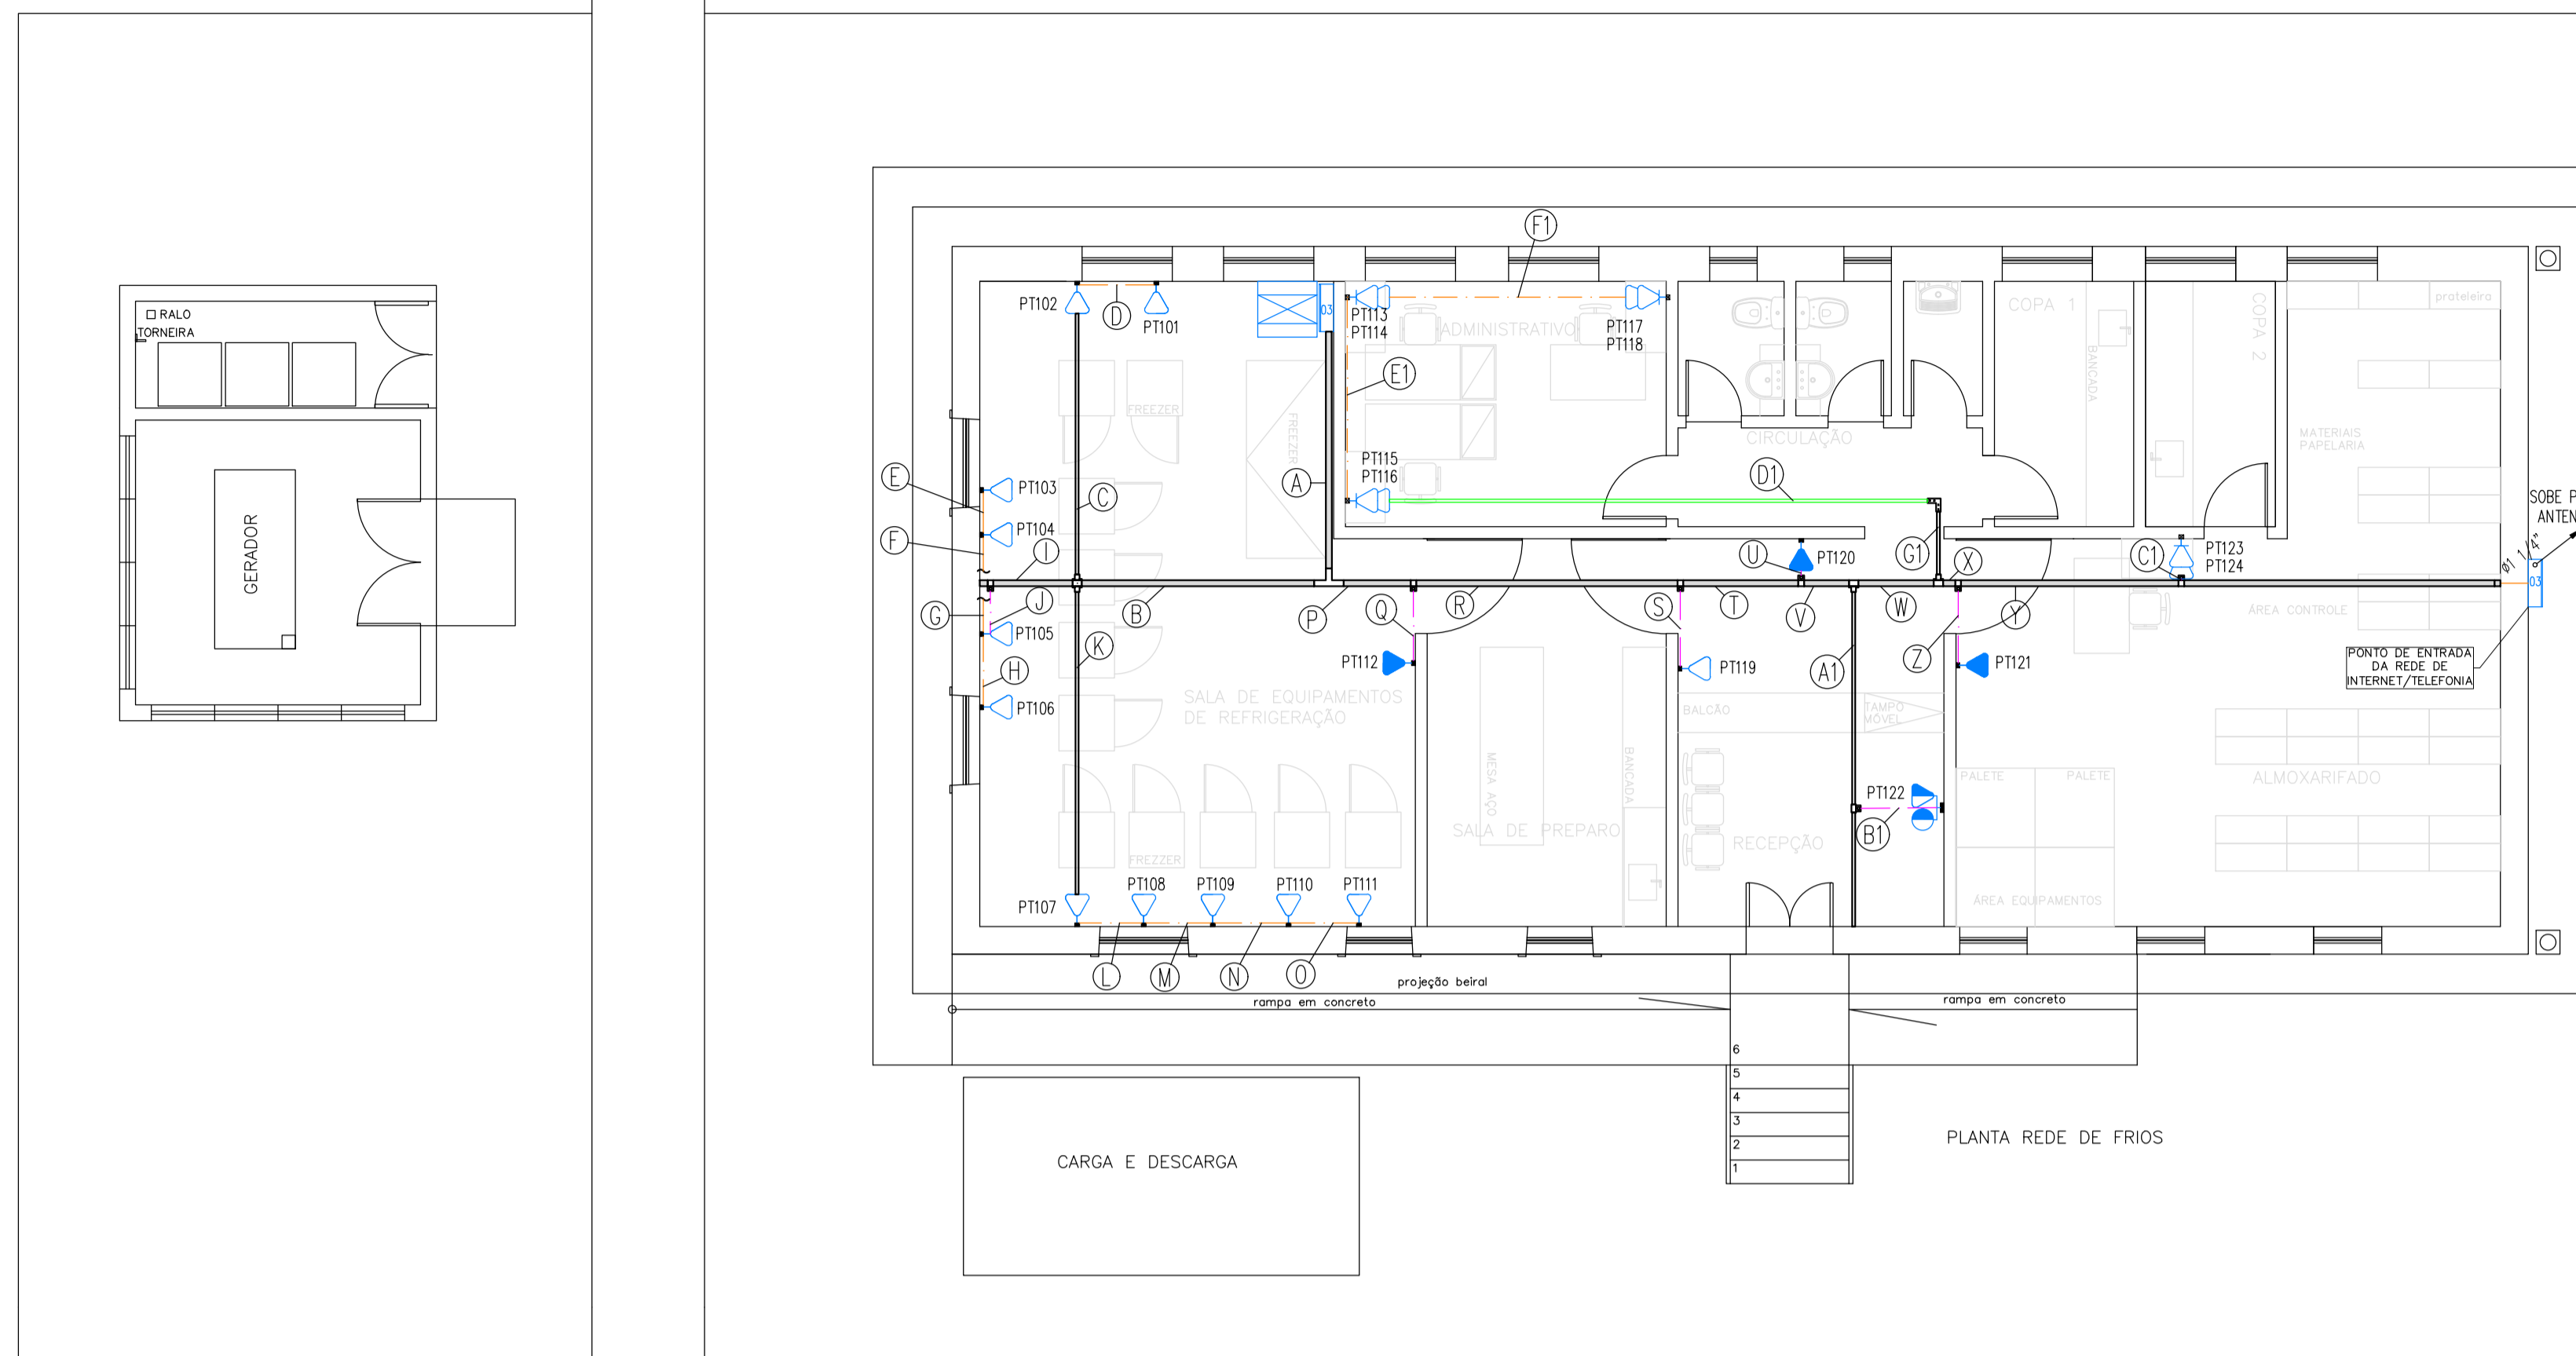 RALO
TORNEIRA
GERADOR
F1
PT102
D
PT101
03
PT113
PT114
ADMINISTRATIVO
PT117
PT118
COPA 1
COPA 2
prateleira
E1
BANCADA
FREEZER
FREEZER
CIRCULAÇÃO
MATERIAIS
PAPELARIA
PT115
PT116
E
PT103
C
A
D1
F
PT104
I
U
PT120
G1
X
C1
PT123
PT124
Ø1 1/4"
03
G
J
PT105
B
P
Q
R
S
T
V
W
Y
ÁREA CONTROLE
K
H
PT112
PT119
A1
Z
PT121
PONTO DE ENTRADA
DA REDE DE
INTERNET/TELEFONIA
PT106
SALA DE EQUIPAMENTOS
DE REFRIGERAÇÃO
BALCÃO
TAMPO
MÓVEL
MESA AÇO
BANCADA
PALETE
PALETE
ALMOXARIFADO
PT122
B1
SALA DE PREPARO
RECEPÇÃO
FREZZER
PT107
PT108
PT109
PT110
PT111
ÁREA EQUIPAMENTOS
L
M
N
O
projeção beiral
rampa em concreto
rampa em concreto
6
5
4
3
2
1
CARGA E DESCARGA
PLANTA REDE DE FRIOS
SOBE